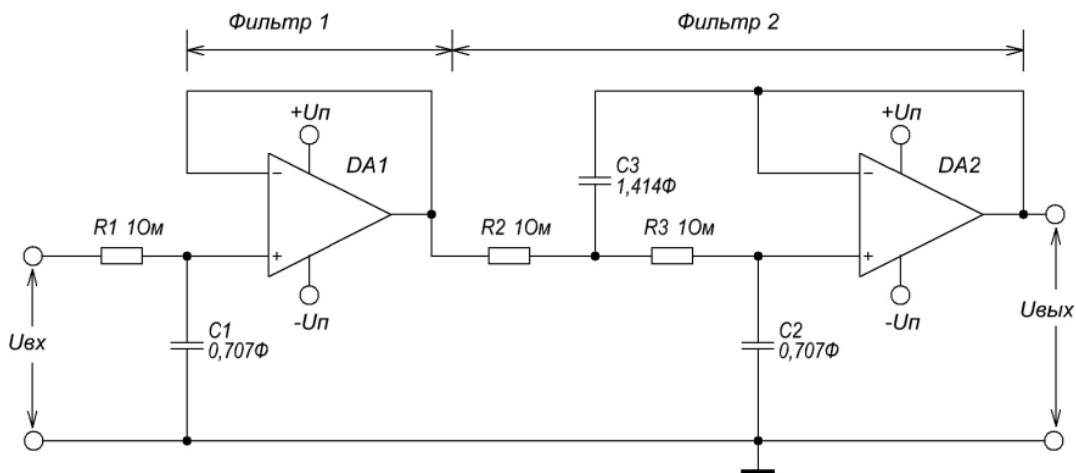 Фильтр 1
Фильтр 2
+Uп
DA1
R1 1Ом
-Uп
C1
0,707Ф
Uвх
C3
1,414Ф
R2 1Ом
R3 1Ом
+Uп
DA2
-Uп
C2
0,707Ф
Uвых